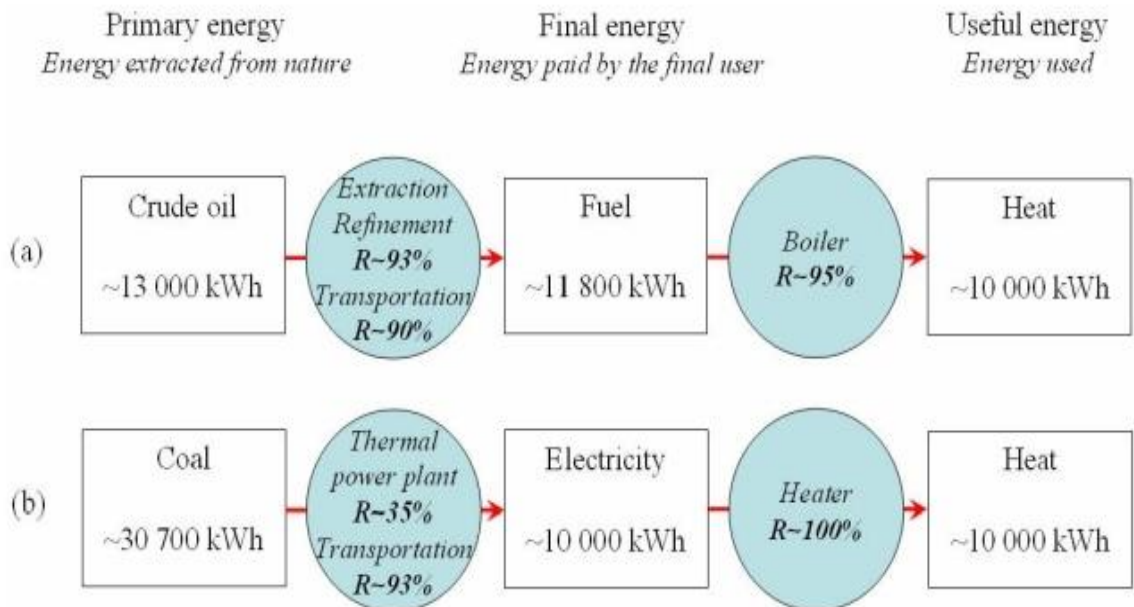 Primary energy
Energy extracted from nature
Final energy
Energy paid by the final user
Useful energy
Energy used
(a)
Crude oil
~13 000 kWh
Extraction
Refinement
R~93%
Transportation
R~90%
Fuel
~11 800 kWh
Boiler
R~95%
Heat
~10 000 kWh
(b)
Coal
~30 700 kWh
Thermal
power plant
R~35%
Transportation
R~93%
Electricity
~10 000 kWh
Heater
R~100%
Heat
~10 000 kWh